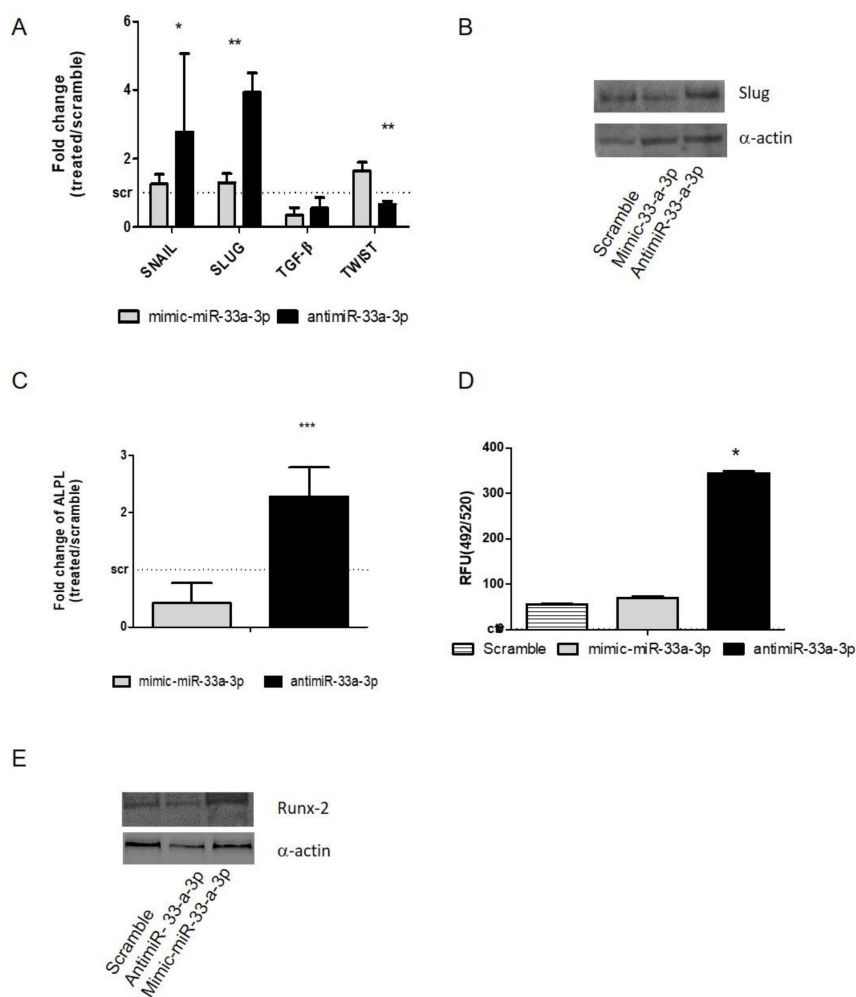 A
Fold change
(treated/scramble)
6
4
2
scr
0
*
**
**
SNAIL
SLUG
TGF-β
TWIST
mimic-miR-33a-3p
antimiR-33a-3p
B
Slug
α-actin
Scramble
Mimic-33-a-3p
AntimiR-33-a-3p
C
Fold change of ALPL
(treated/scramble)
3
2
scr
0
***
mimic-miR-33a-3p
antimiR-33a-3p
D
RFU(492/520)
400
300
200
100
*
Scramble
mimic-miR-33a-3p
antimiR-33a-3p
E
Runx-2
α-actin
Scramble
AntimiR- 33-a-3p
Mimic-miR-33-a-3p